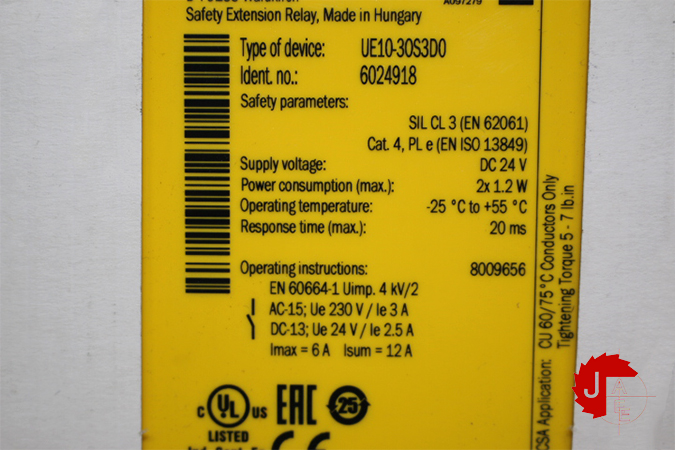 Safety Extension Relay, Made in Hungary
A097279
Type of device: UE10-30S3D0
Ident. no.: 6024918
Safety parameters:
SIL CL 3 (EN 62061)
Cat. 4, PL e (EN ISO 13849)
Supply voltage: DC 24 V
Power consumption (max.): 2x 1.2 W
Operating temperature: -25 °C to +55 °C
Response time (max.): 20 ms
Operating instructions: 8009656
EN 60664-1 Uimp. 4 kV/2
AC-15; Ue 230 V / Ie 3 A
DC-13; Ue 24 V / Ie 2.5 A
Imax = 6 A Isum = 12 A
C UL US
LISTED
EAC
25
CE
CSA Application: CU 60/75°C Conductors Only
Tightening Torque 5 - 7 lb.in
J